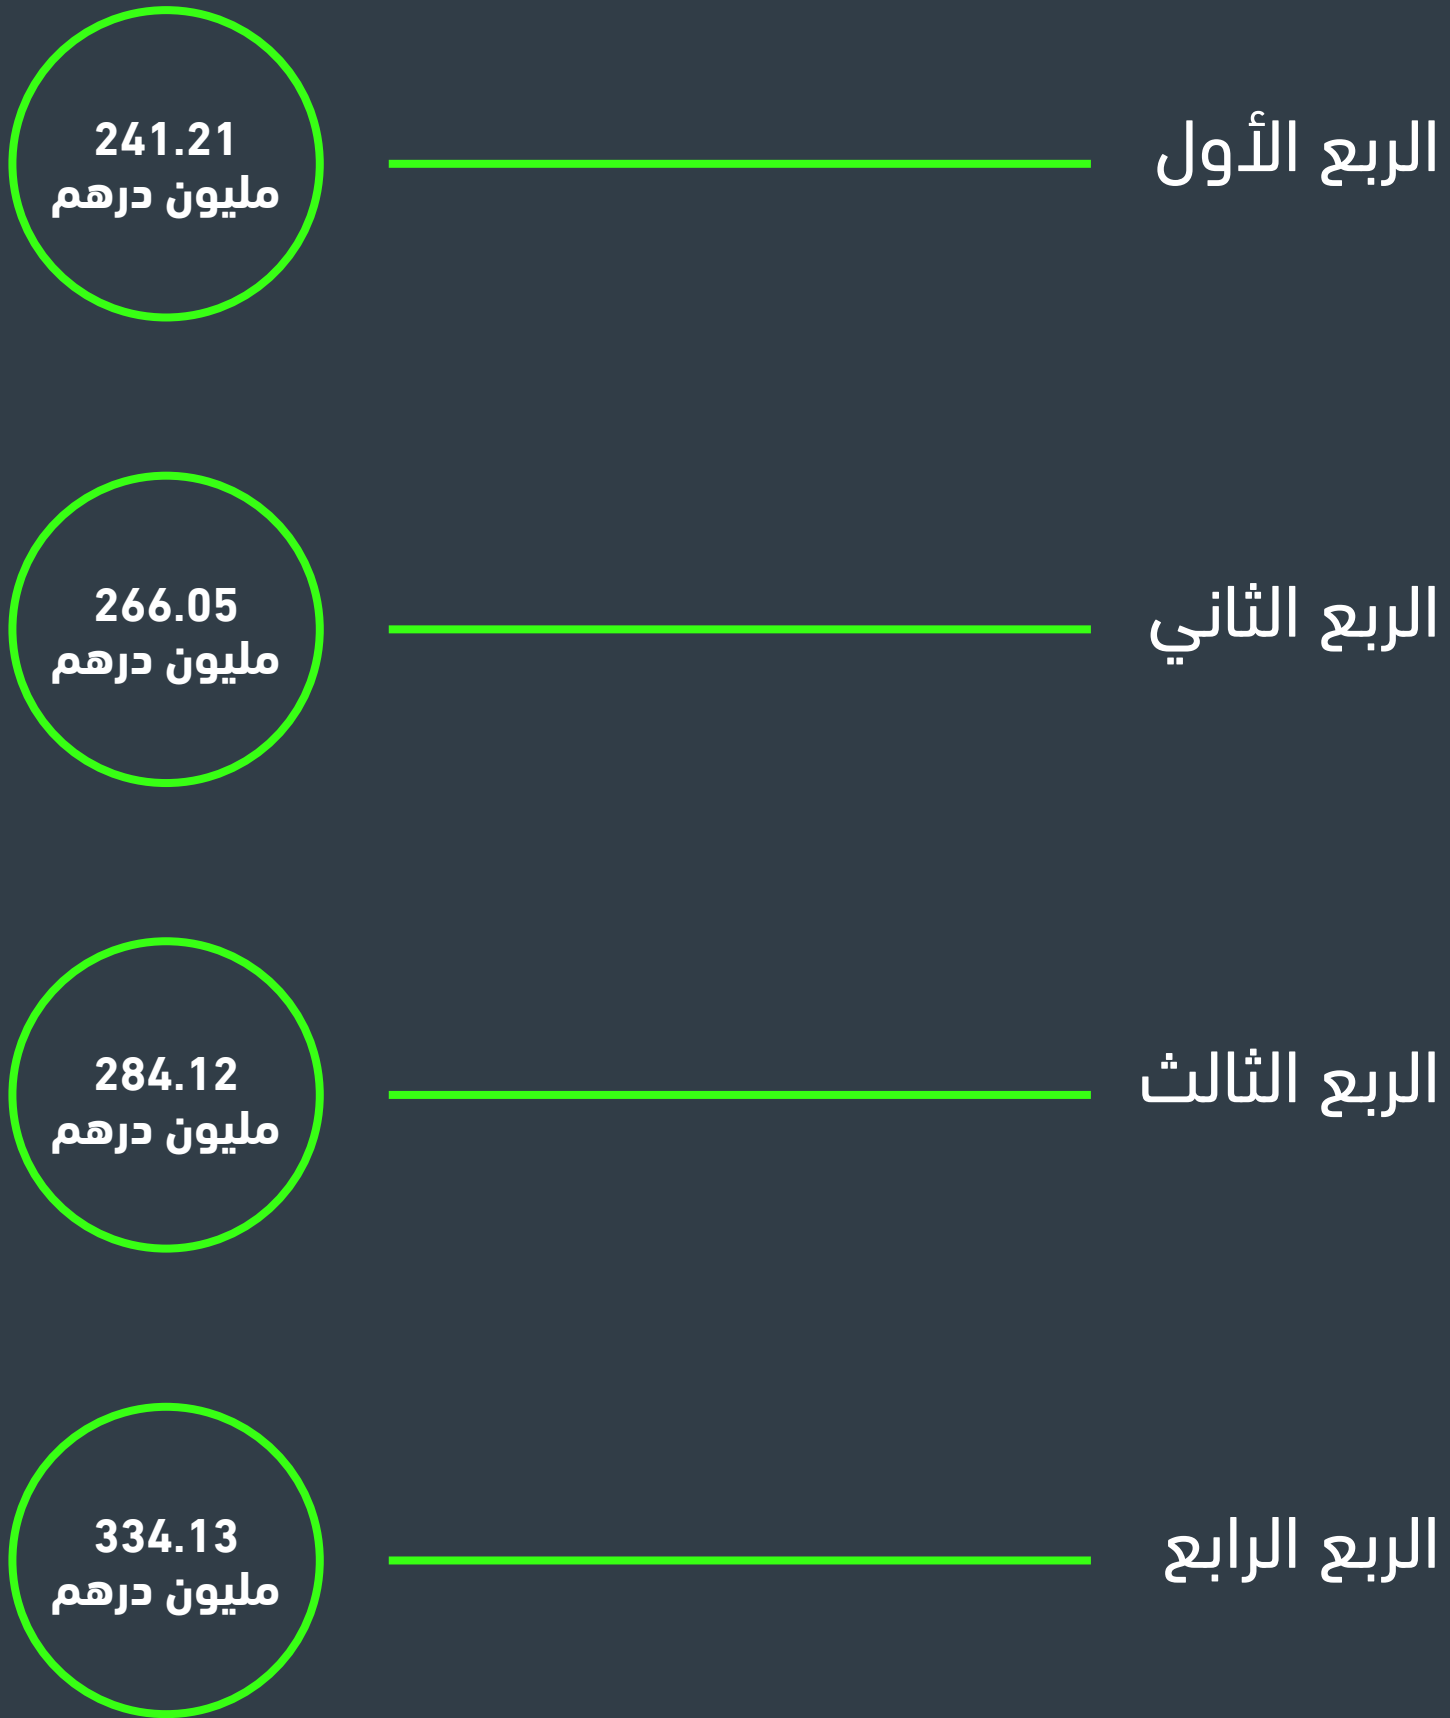 الربع الأول
241.21
مليون درهم
الربع الثاني
266.05
مليون درهم
الربع الثالث
284.12
مليون درهم
الربع الرابع
334.13
مليون درهم